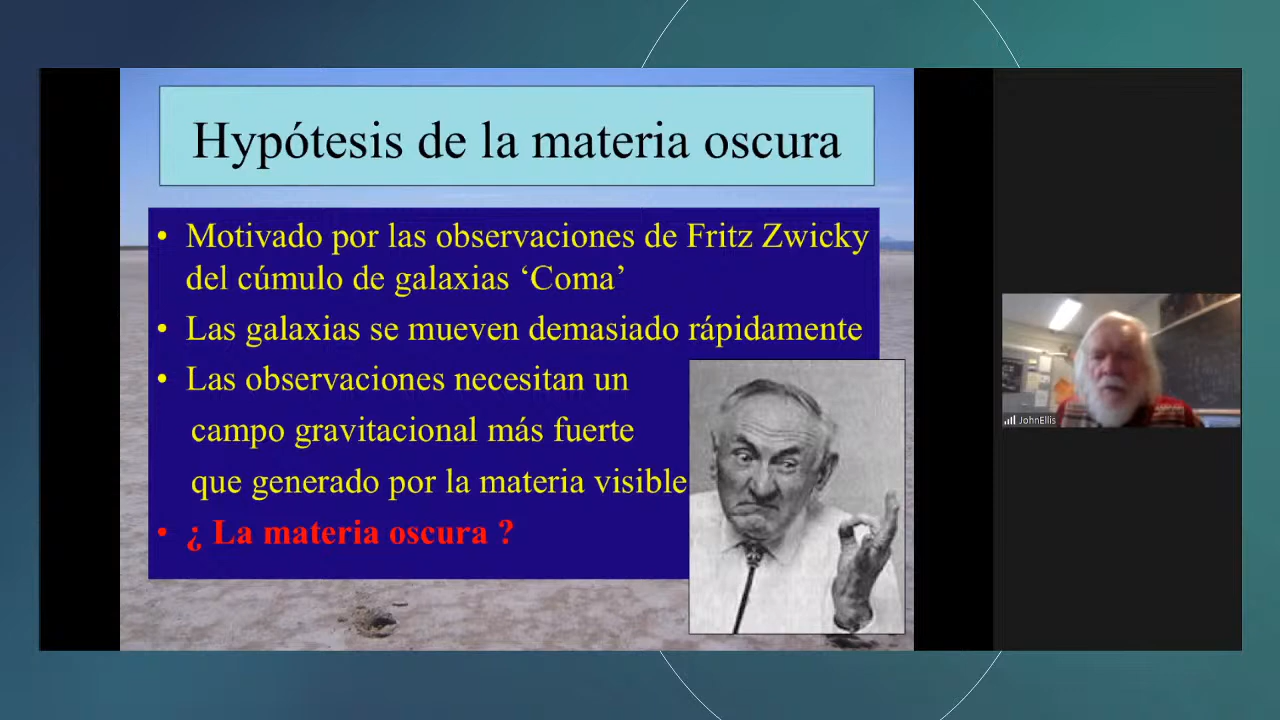 Hypótesis de la materia oscura
• Motivado por las observaciones de Fritz Zwicky
del cúmulo de galaxias ‘Coma’
• Las galaxias se mueven demasiado rápidamente
• Las observaciones necesitan un
campo gravitacional más fuerte
que generado por la materia visible
• ¿ La materia oscura ?
JohnEllis